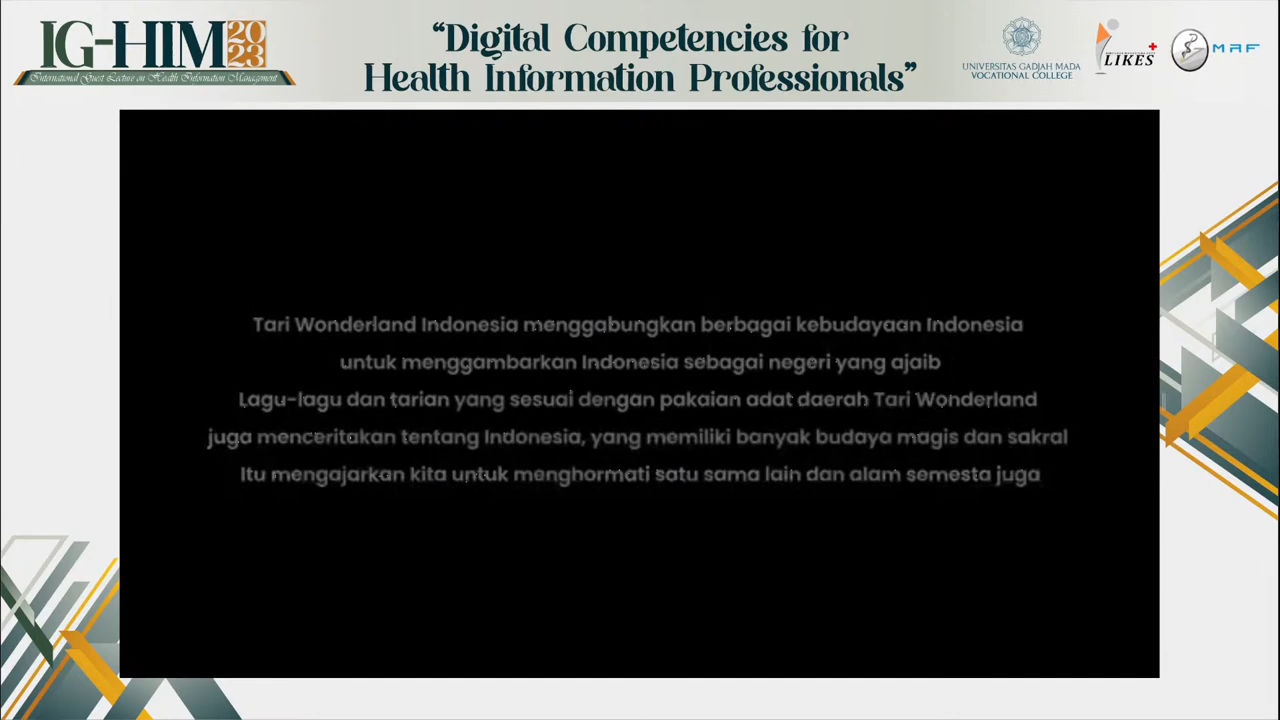 IG-HIM 2023
International Guest Lecture on Health Information Management
“Digital Competencies for
Health Information Professionals”
UNIVERSITAS GADJAH MADA
VOCATIONAL COLLEGE
LIKES
MAF
Tari Wonderland Indonesia menggabungkan berbagai kebudayaan Indonesia
untuk menggambarkan Indonesia sebagai negeri yang ajaib
Lagu-lagu dan tarian yang sesuai dengan pakaian adat daerah Tari Wonderland
juga menceritakan tentang Indonesia, yang memiliki banyak budaya magis dan sakral
Itu mengajarkan kita untuk menghormati satu sama lain dan alam semesta juga